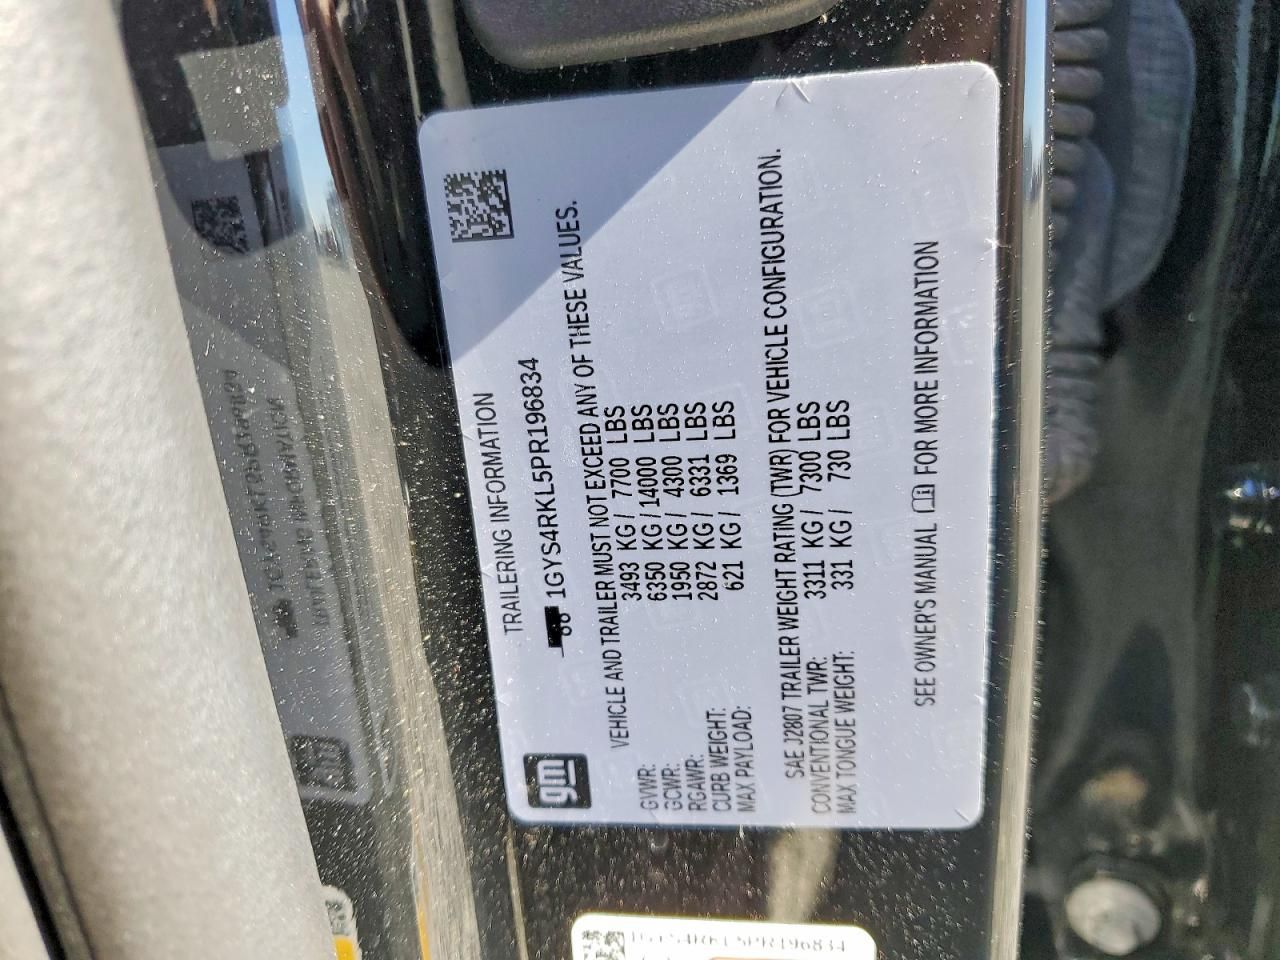 TRAILERING INFORMATION
1GYS4RKL5PR196834
gm
VEHICLE AND TRAILER MUST NOT EXCEED ANY OF THESE VALUES.
GVWR: 3493 KG / 7700 LBS
GCWR: 6350 KG / 14000 LBS
RGAWR: 1950 KG / 4300 LBS
CURB WEIGHT: 2872 KG / 6331 LBS
MAX PAYLOAD: 621 KG / 1369 LBS
SAE J2807 TRAILER WEIGHT RATING (TWR) FOR VEHICLE CONFIGURATION.
CONVENTIONAL TWR: 3311 KG / 7300 LBS
MAX TONGUE WEIGHT: 331 KG / 730 LBS
SEE OWNER'S MANUAL FOR MORE INFORMATION
1GYS4RKL5PR196834